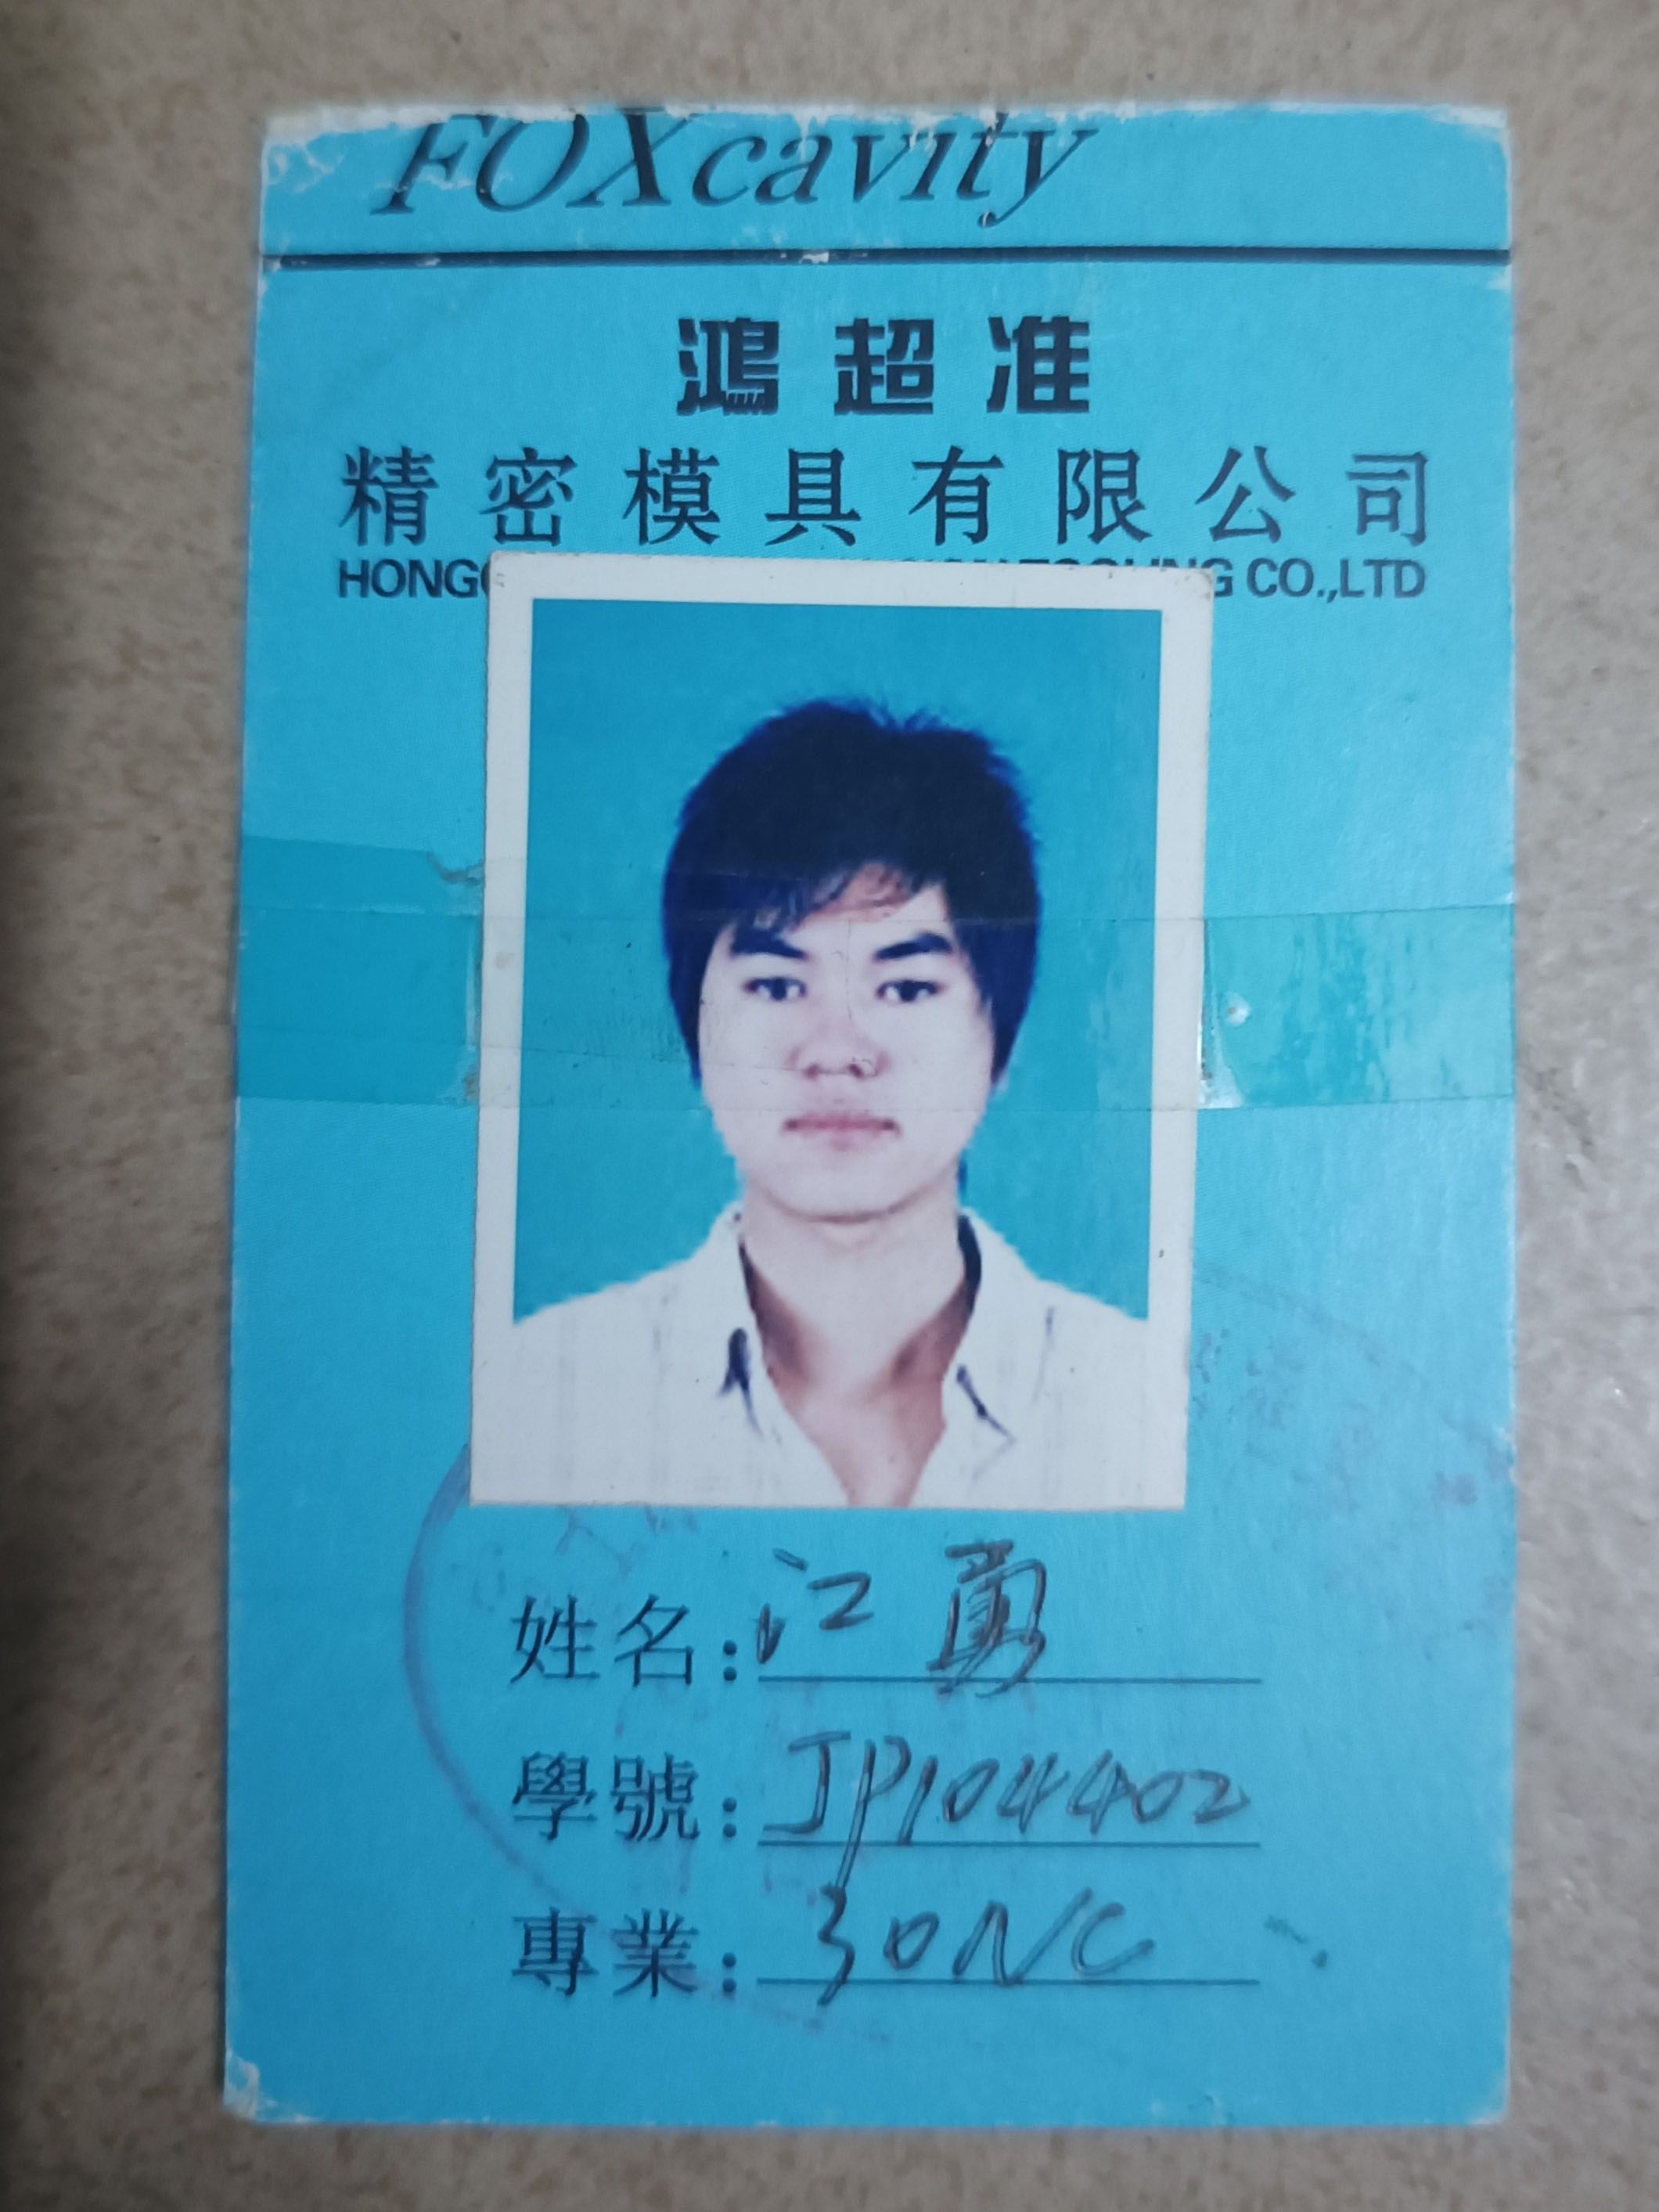 FOXcavity
鴻超准
精密模具有限公司
CO.,LTD
姓名:江勇
學號:JP104402
專業:30NC